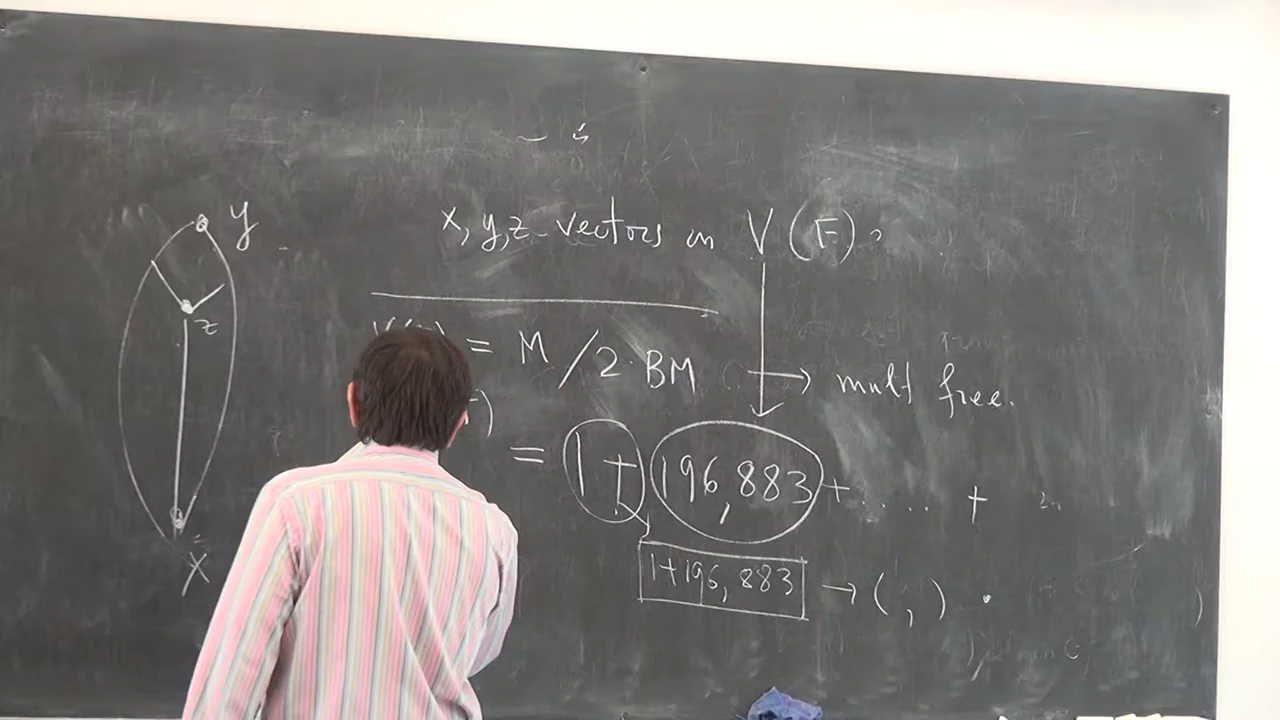 y
x, y, z vectors in V(F)
z
= M / 2·BM → mult free.
= 1 + 196,883 + ..... +
1+196,883 → ( , ) ·
x